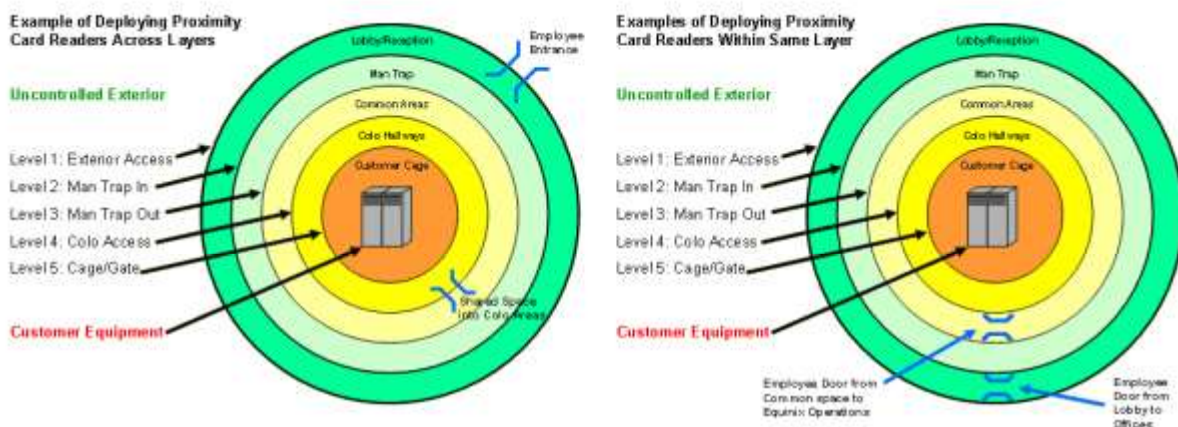 Example of Deploying Proximity
Card Readers Across Layers
Uncontrolled Exterior
Level 1: Exterior Access
Level 2: Man Trap In
Level 3: Man Trap Out
Level 4: Colo Access
Level 5: Cage/Gate
Customer Equipment
Lobby/Reception
Man Trap
Common Areas
Colo Hallways
Customer Cage
Employee
Entrance
Shared Space
into Colo Areas
Examples of Deploying Proximity
Card Readers Within Same Layer
Uncontrolled Exterior
Level 1: Exterior Access
Level 2: Man Trap In
Level 3: Man Trap Out
Level 4: Colo Access
Level 5: Cage/Gate
Customer Equipment
Lobby/Reception
Man Trap
Common Areas
Colo Hallways
Customer Cage
Employee Door from
Common space to
Equinix Operations
Employee
Door from
Lobby to
Offices